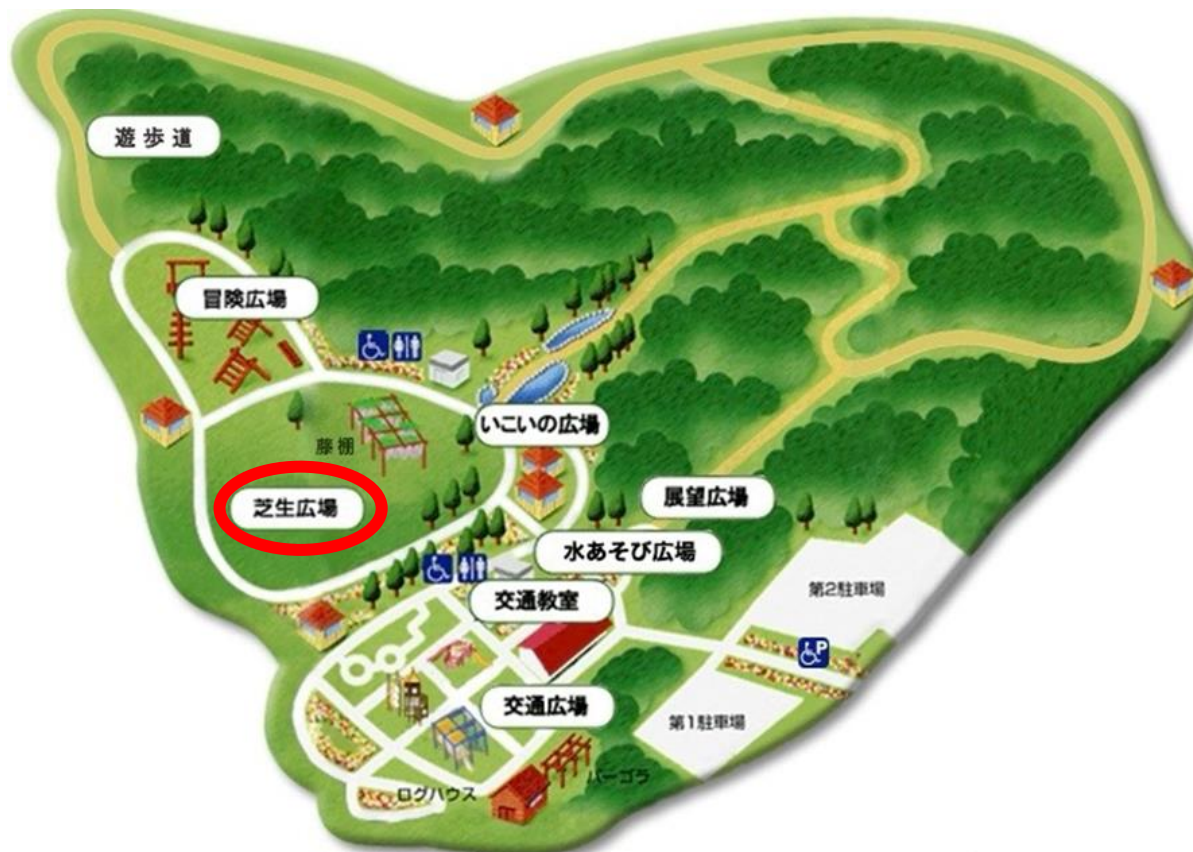 遊歩道
冒険広場
いこいの広場
藤棚
芝生広場
展望広場
水あそび広場
交通教室
第2駐車場
P
交通広場
第1駐車場
パーゴラ
ログハウス